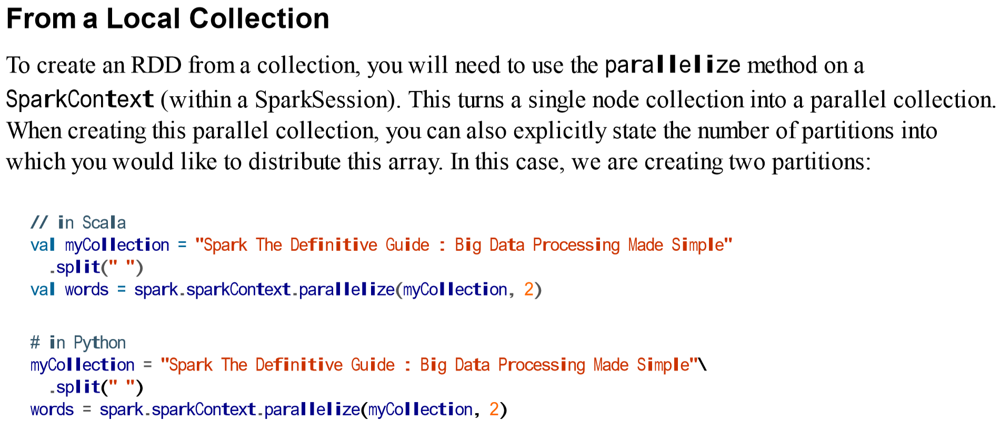 From a Local Collection
To create an RDD from a collection, you will need to use the parallelize method on a
SparkContext (within a SparkSession). This turns a single node collection into a parallel collection.
When creating this parallel collection, you can also explicitly state the number of partitions into
which you would like to distribute this array. In this case, we are creating two partitions:
// in Scala
val myCollection = "Spark The Definitive Guide : Big Data Processing Made Simple"
  .split(" ")
val words = spark.sparkContext.parallelize(myCollection, 2)
# in Python
myCollection = "Spark The Definitive Guide : Big Data Processing Made Simple"\
  .split(" ")
words = spark.sparkContext.parallelize(myCollection, 2)